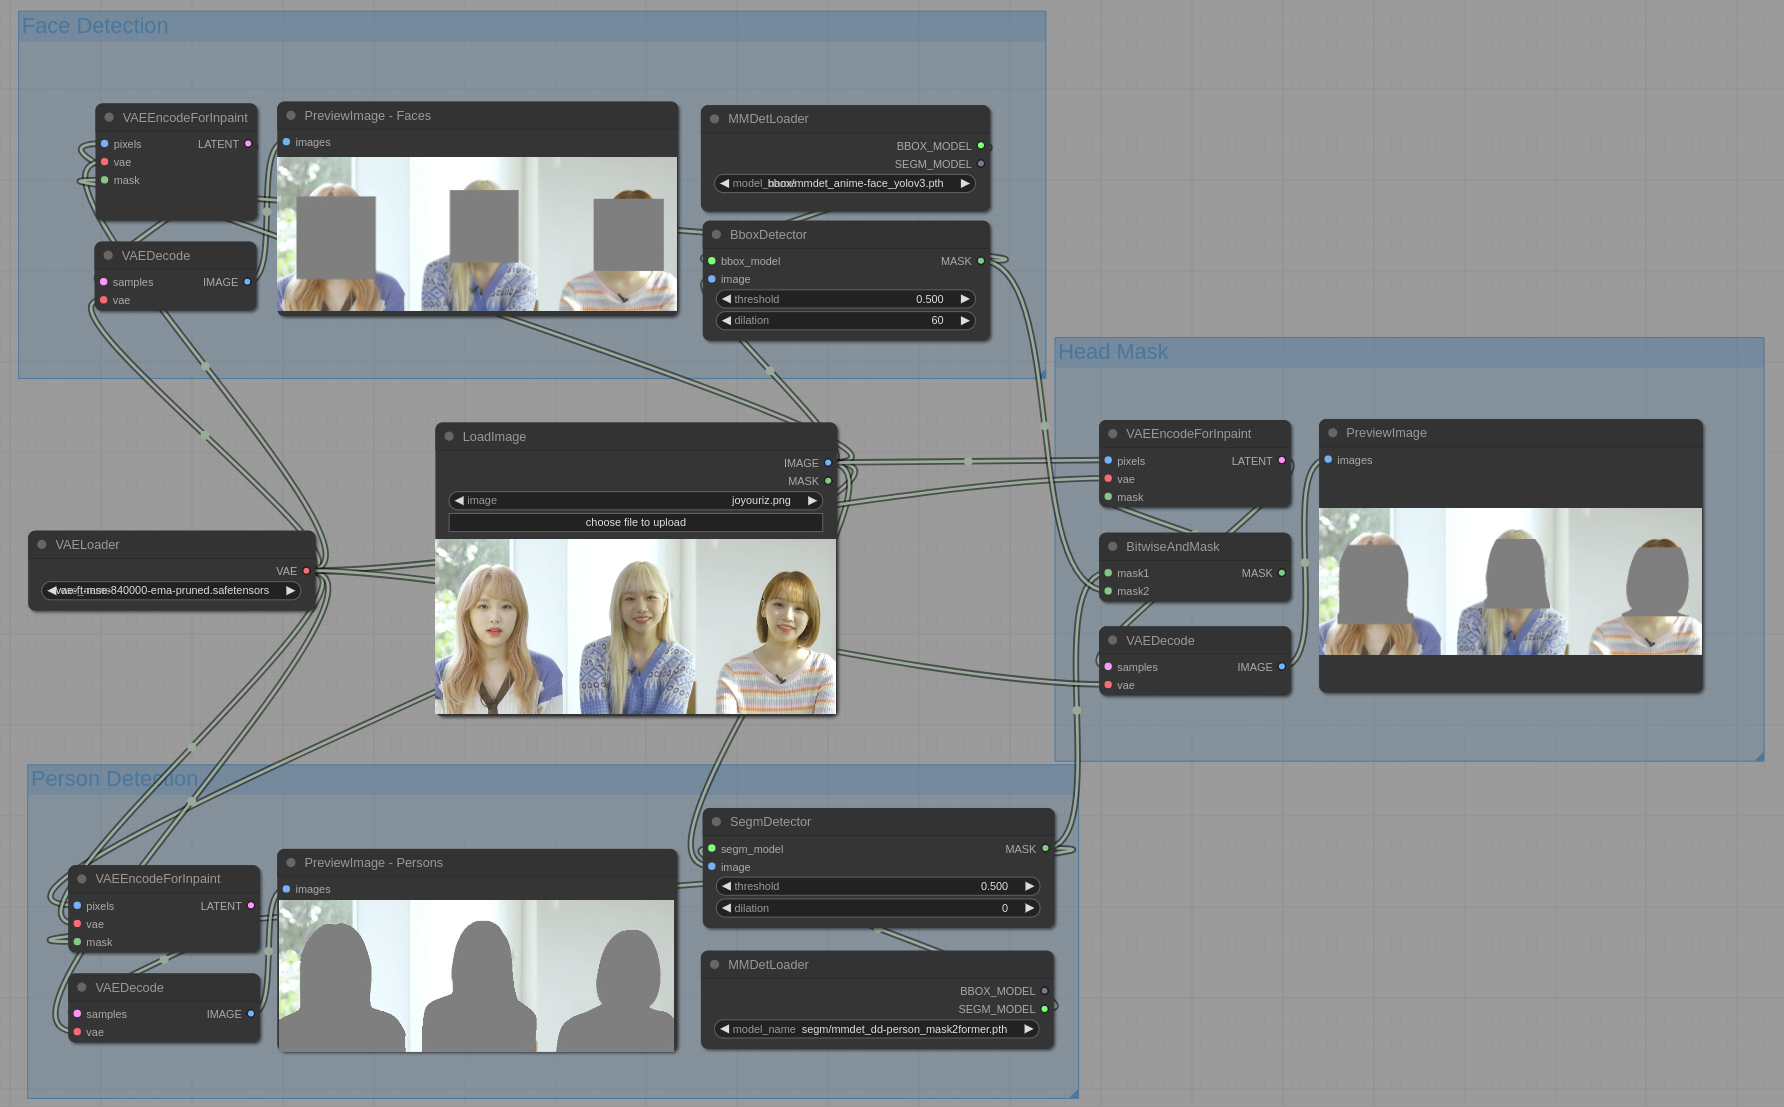 Face Detection
VAEEncodeForInpaint
pixels LATENT
vae
mask
VAEDecode
samples IMAGE
vae
PreviewImage - Faces
images
MMDetLoader
BBOX_MODEL
SEGM_MODEL
bbox/mmdet_anime-face_yolov3.pth
BboxDetector
bbox_model MASK
image
threshold 0.500
dilation 60
VAELoader
VAE
vae-ft-mse-840000-ema-pruned.safetensors
LoadImage
IMAGE
MASK
image joyouriz.png
choose file to upload
Head Mask
VAEEncodeForInpaint
pixels LATENT
vae
mask
BitwiseAndMask
mask1 MASK
mask2
VAEDecode
samples IMAGE
vae
PreviewImage
images
Person Detection
VAEEncodeForInpaint
pixels LATENT
vae
mask
VAEDecode
samples IMAGE
vae
PreviewImage - Persons
images
SegmDetector
segm_model MASK
image
threshold 0.500
dilation 0
MMDetLoader
BBOX_MODEL
SEGM_MODEL
model_name segm/mmdet_dd-person_mask2former.pth